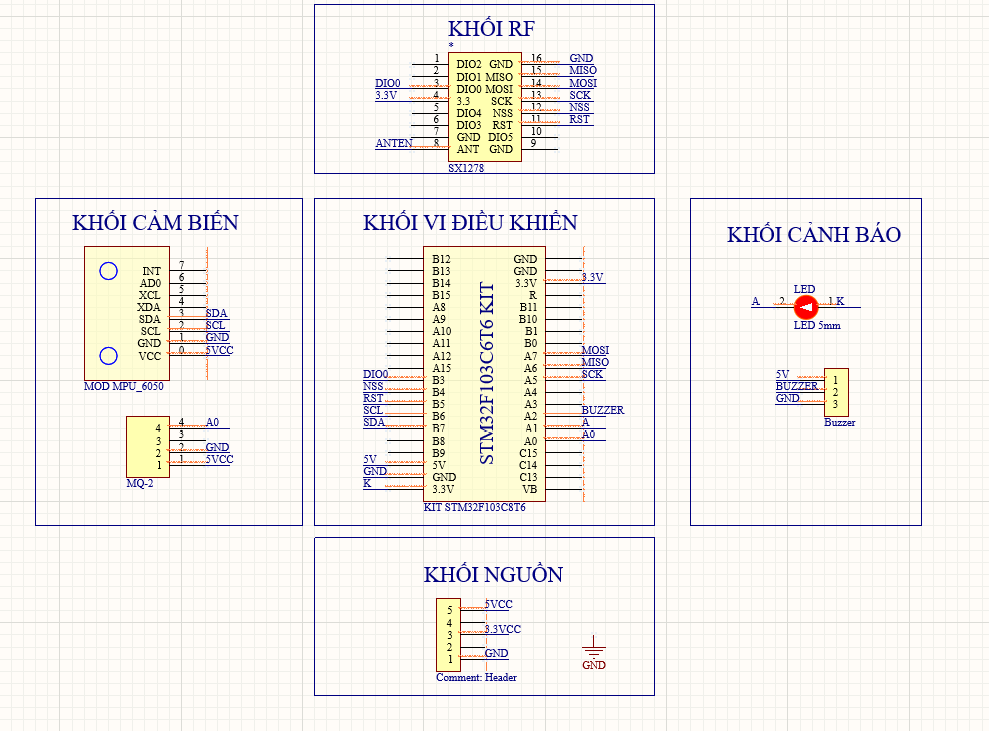 KHỐI RF
*
1 DIO2 GND 16 GND
2 DIO1 MISO 15 MISO
DIO0 3 DIO0 MOSI 14 MOSI
3.3V 4 3.3 SCK 13 SCK
5 DIO4 NSS 12 NSS
6 DIO3 RST 11 RST
7 GND DIO5 10
ANTEN 8 ANT GND 9
SX1278
KHỐI CẢM BIẾN
INT 7
AD0 6
XCL 5
XDA 4
SDA 3 SDA
SCL 2 SCL
GND 1 GND
VCC 0 5VCC
MOD MPU_6050
4 4 A0
3 3
2 2 GND
1 1 5VCC
MQ-2
KHỐI VI ĐIỀU KHIỂN
STM32F103C6T6 KIT
B12 GND
B13 GND
B14 3.3V 3.3V
B15 R
A8 B11
A9 B10
A10 B1
A11 B0
A12 A7 MOSI
A15 A6 MISO
DIO0 B3 A5 SCK
NSS B4 A4
RST B5 A3
SCL B6 A2 BUZZER
SDA B7 A1 A
B8 A0 A0
B9 C15
5V 5V C14
GND GND C13
K 3.3V VB
KIT STM32F103C8T6
KHỐI CẢNH BÁO
LED
A 2 1 K
LED 5mm
5V 1
BUZZER 2
GND 3
Buzzer
KHỐI NGUỒN
5 5VCC
4
3 3.3VCC
2
1 GND
Comment: Header
GND